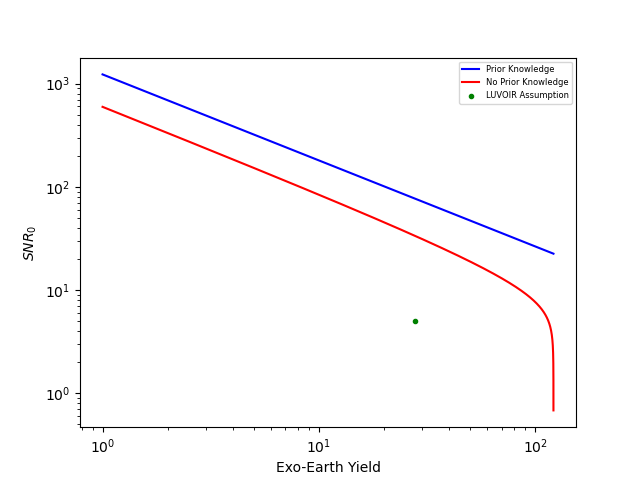 Prior Knowledge
No Prior Knowledge
LUVOIR Assumption
10³
10²
10¹
10⁰
SNR₀
10⁰ 10¹ 10²
Exo-Earth Yield